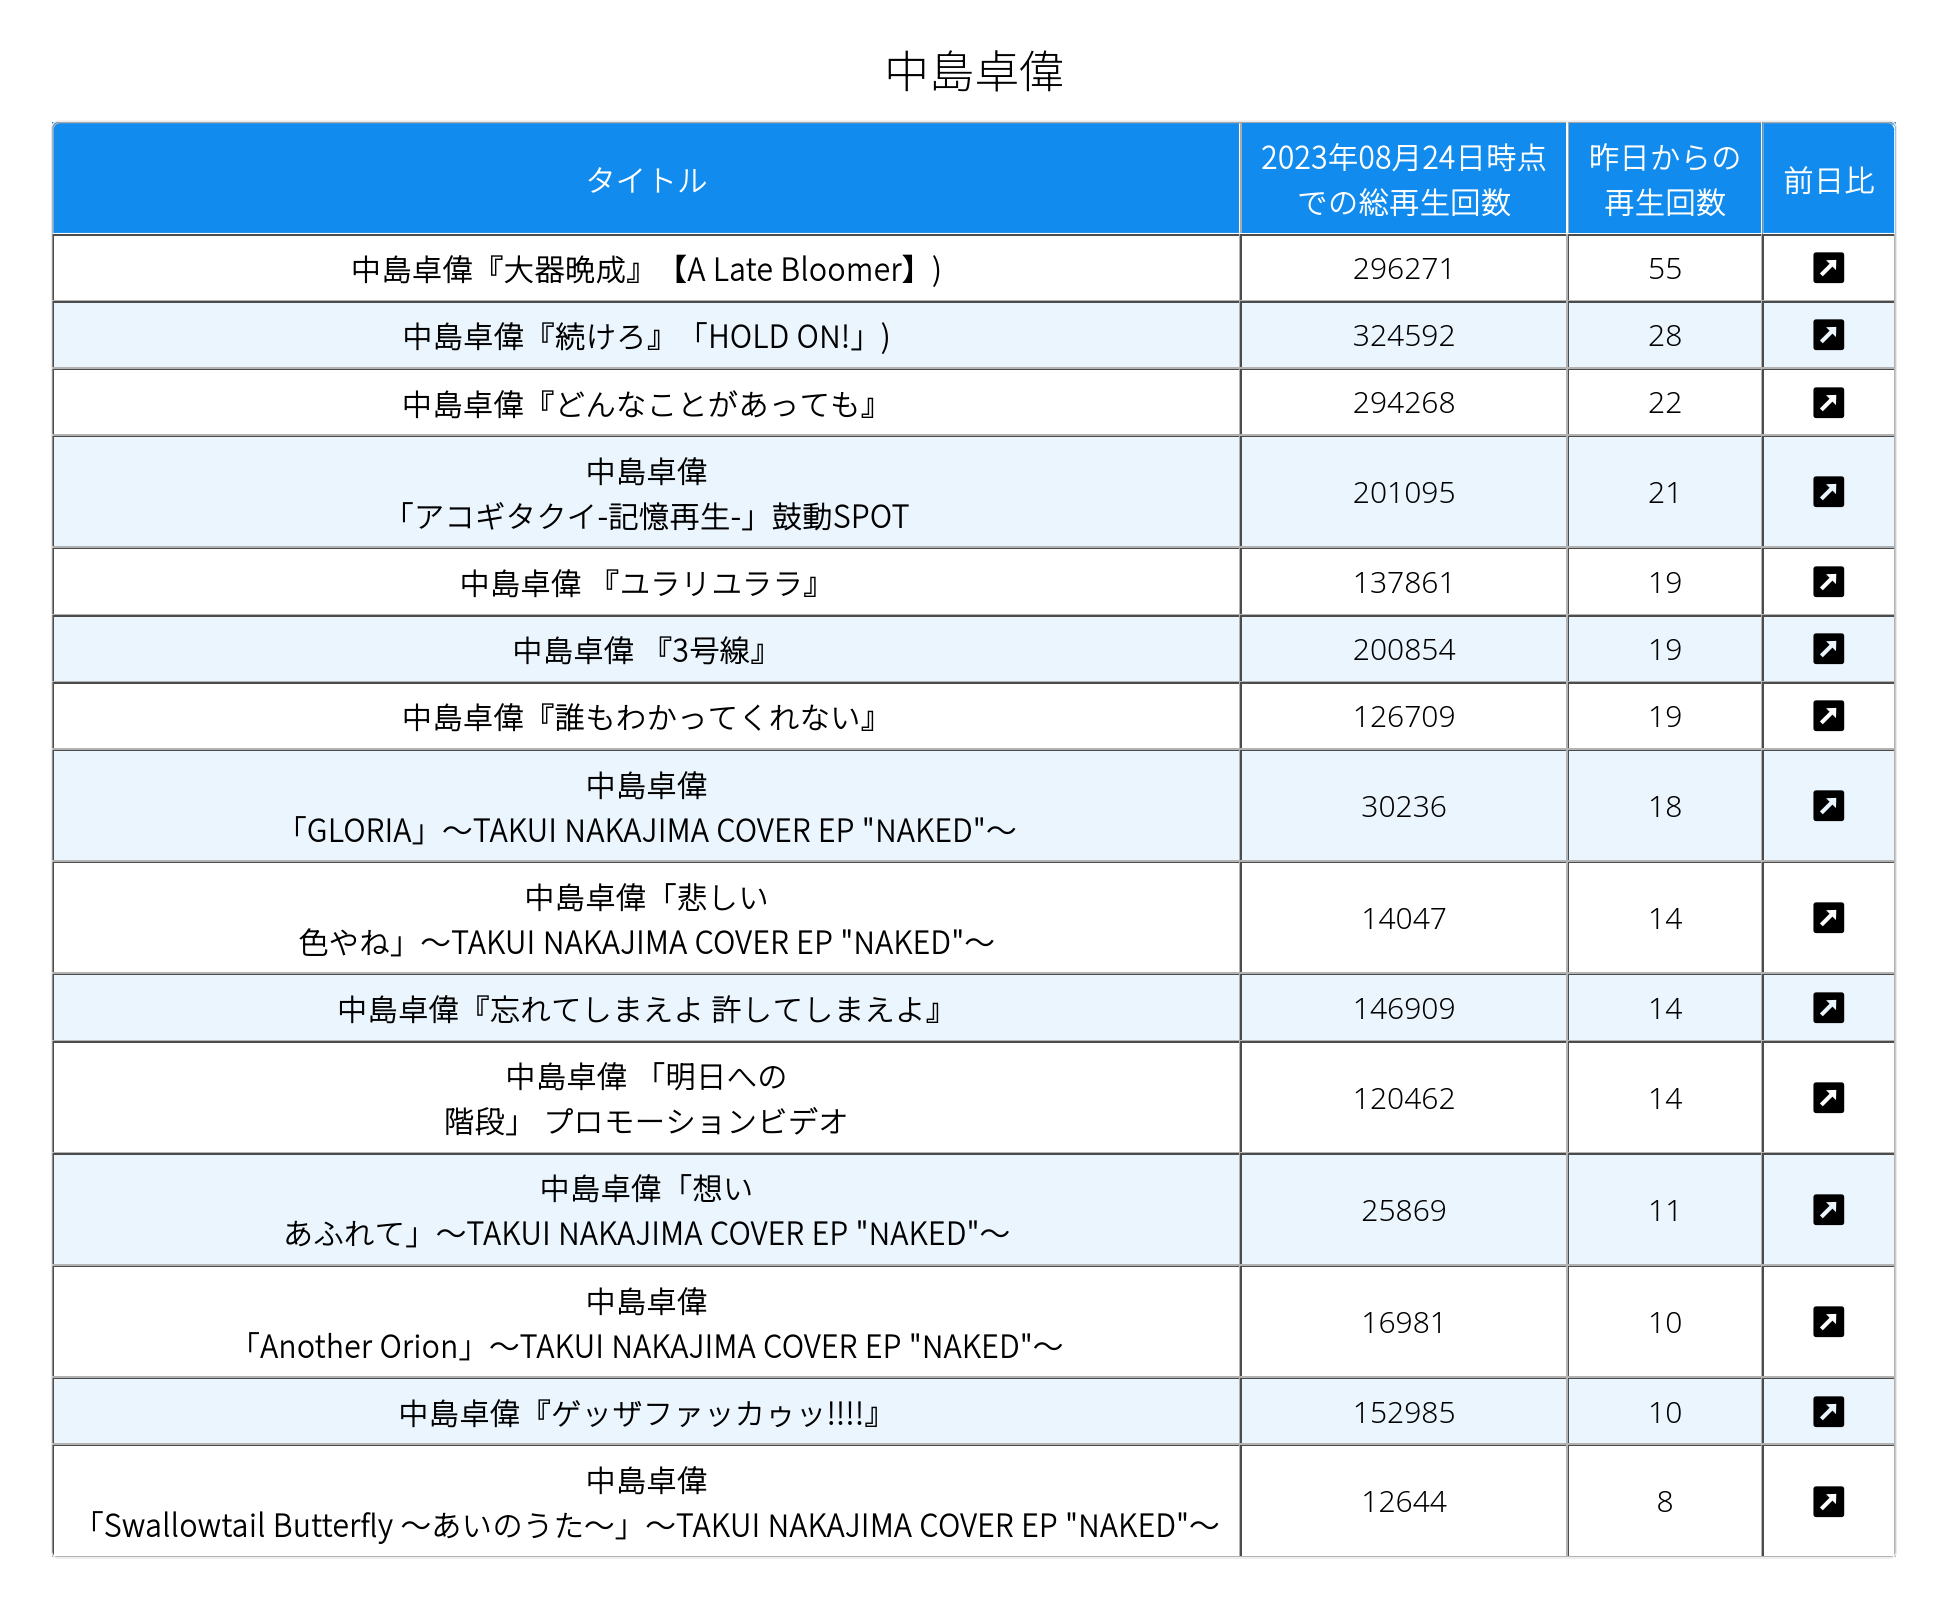 中島卓偉
タイトル
2023年08月24日時点
での総再生回数
昨日からの
再生回数
前日比
中島卓偉『大器晩成』【A Late Bloomer】)
296271
55
中島卓偉『続けろ』「HOLD ON!」)
324592
28
中島卓偉『どんなことがあっても』
294268
22
中島卓偉
「アコギタクイ-記憶再生-」鼓動SPOT
201095
21
中島卓偉 『ユラリユララ』
137861
19
中島卓偉 『3号線』
200854
19
中島卓偉『誰もわかってくれない』
126709
19
中島卓偉
「GLORIA」～TAKUI NAKAJIMA COVER EP "NAKED"～
30236
18
中島卓偉「悲しい
色やね」～TAKUI NAKAJIMA COVER EP "NAKED"～
14047
14
中島卓偉『忘れてしまえよ 許してしまえよ』
146909
14
中島卓偉 「明日への
階段」 プロモーションビデオ
120462
14
中島卓偉「想い
あふれて」～TAKUI NAKAJIMA COVER EP "NAKED"～
25869
11
中島卓偉
「Another Orion」～TAKUI NAKAJIMA COVER EP "NAKED"～
16981
10
中島卓偉『ゲッザファッカゥッ!!!!』
152985
10
中島卓偉
「Swallowtail Butterfly ～あいのうた～」～TAKUI NAKAJIMA COVER EP "NAKED"～
12644
8